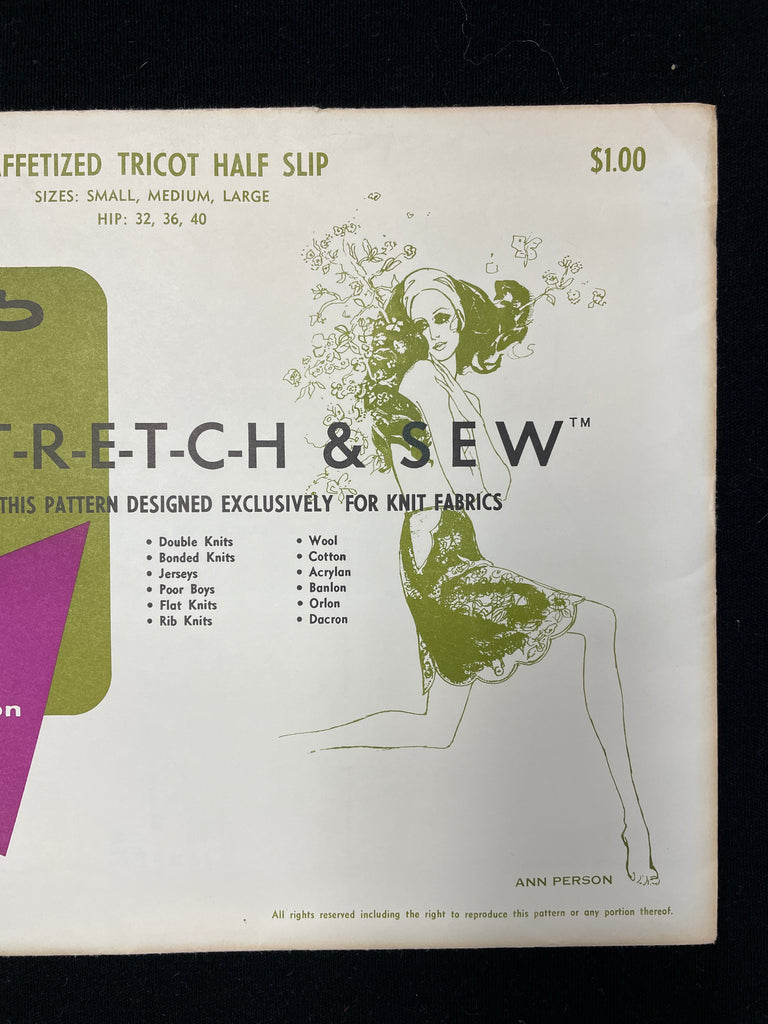 FFETIZED TRICOT HALF SLIP
$1.00
SIZES: SMALL, MEDIUM, LARGE
HIP: 32, 36, 40
T-R-E-T-C-H & SEW™
THIS PATTERN DESIGNED EXCLUSIVELY FOR KNIT FABRICS
• Double Knits
• Bonded Knits
• Jerseys
• Poor Boys
• Flat Knits
• Rib Knits
• Wool
• Cotton
• Acrylan
• Banlon
• Orlon
• Dacron
on
ANN PERSON
All rights reserved including the right to reproduce this pattern or any portion thereof.